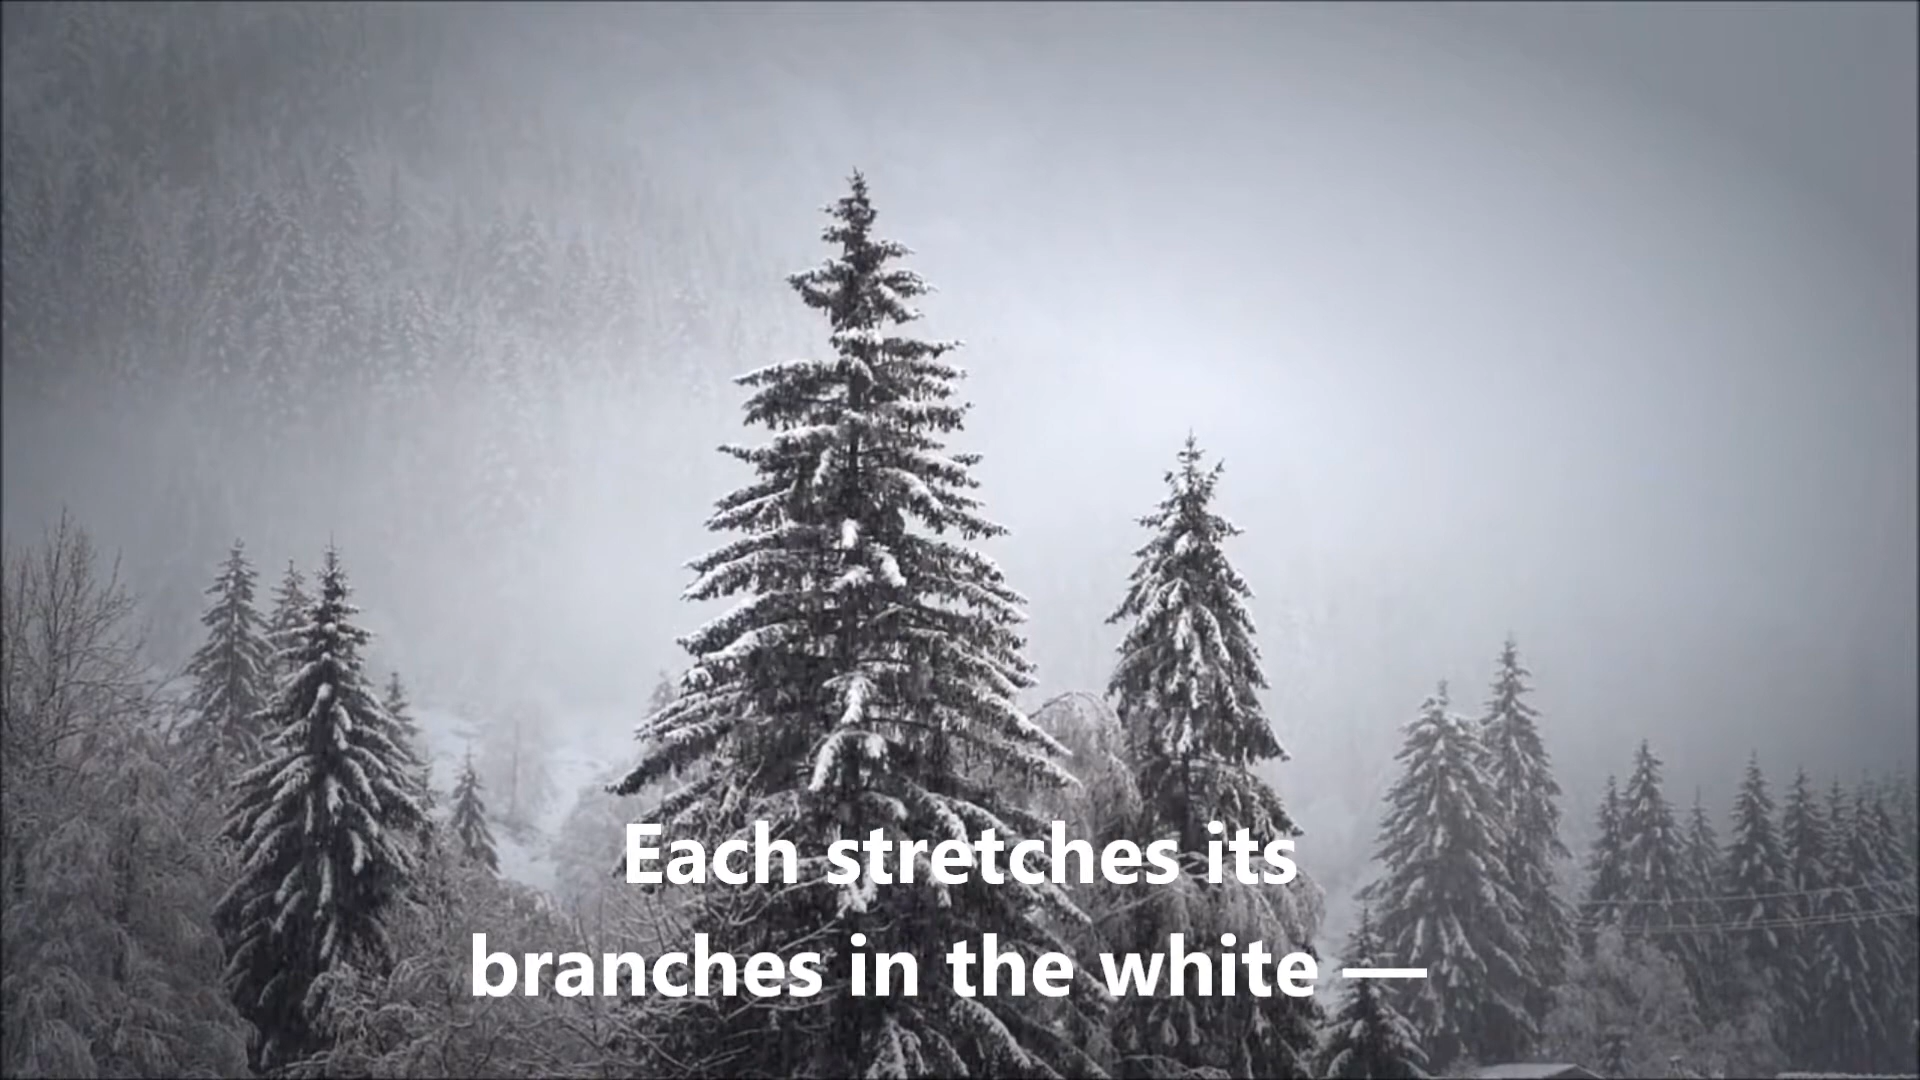 Each stretches its
branches in the white —